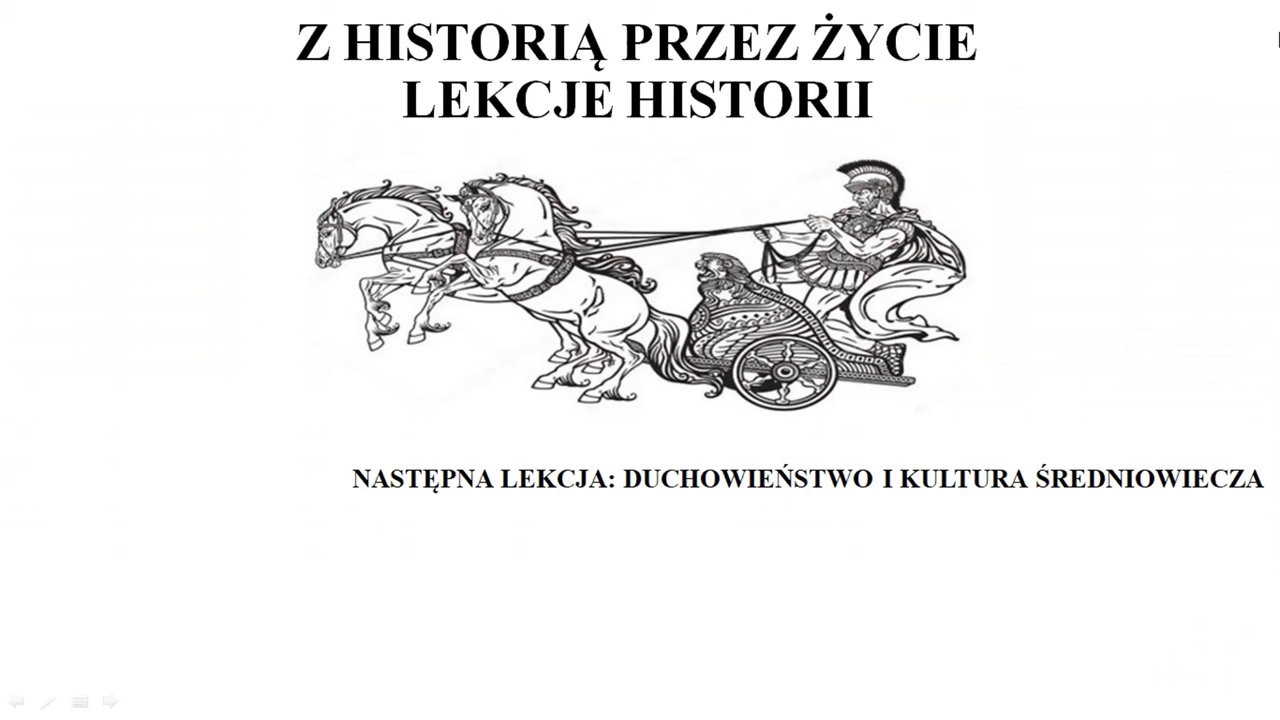 Z HISTORIĄ PRZEZ ŻYCIE
LEKCJE HISTORII
NASTĘPNA LEKCJA: DUCHOWIEŃSTWO I KULTURA ŚREDNIOWIECZA